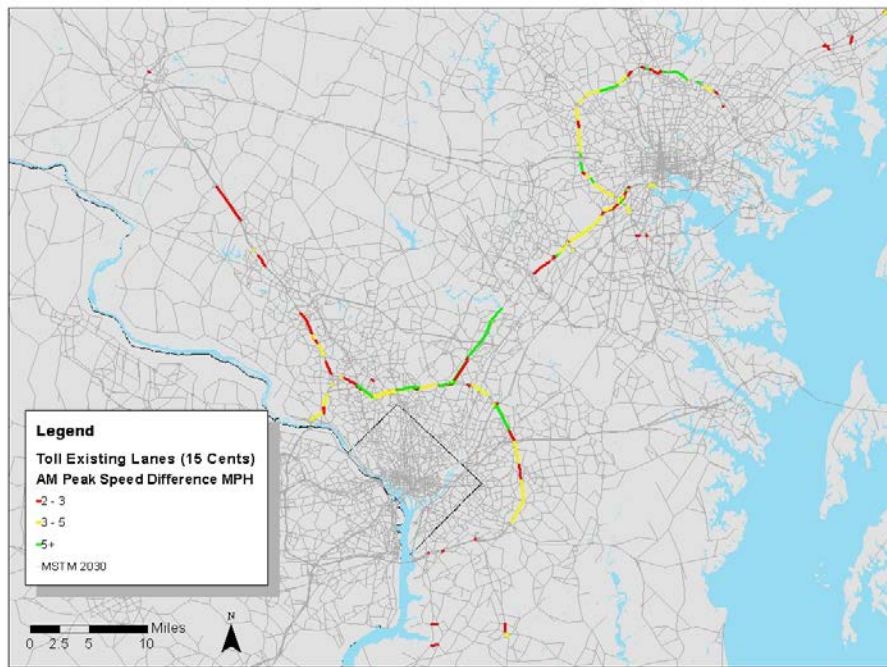 Legend
Toll Existing Lanes (15 Cents)
AM Peak Speed Difference MPH
2 - 3
3 - 5
5+
MSTM 2030
N
Miles
0 2.5 5 10